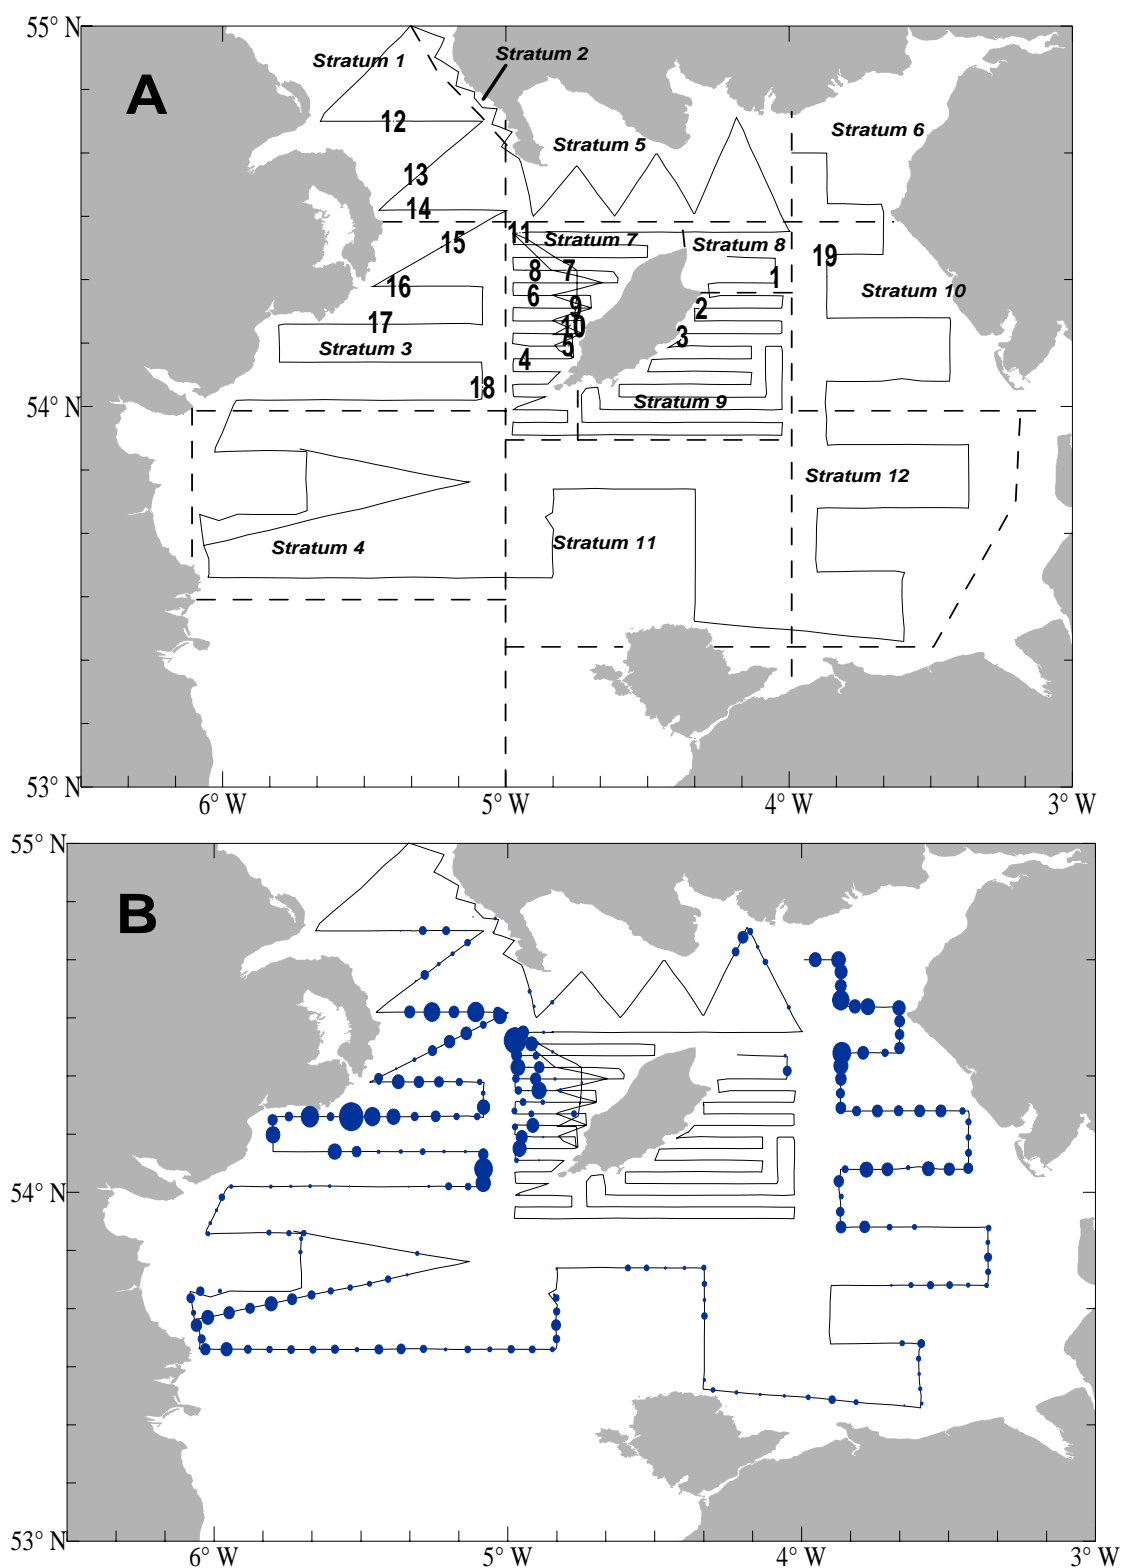 55° N
A
Stratum 1
Stratum 2
12
Stratum 5
Stratum 6
13
14
15
11
Stratum 7
Stratum 8
19
8
7
1
16
6
9
2
Stratum 10
17
10
3
Stratum 3
5
4
18
54° N
Stratum 9
Stratum 12
Stratum 4
Stratum 11
53° N
6° W
5° W
4° W
3° W
55° N
B
54° N
53° N
6° W
5° W
4° W
3° W